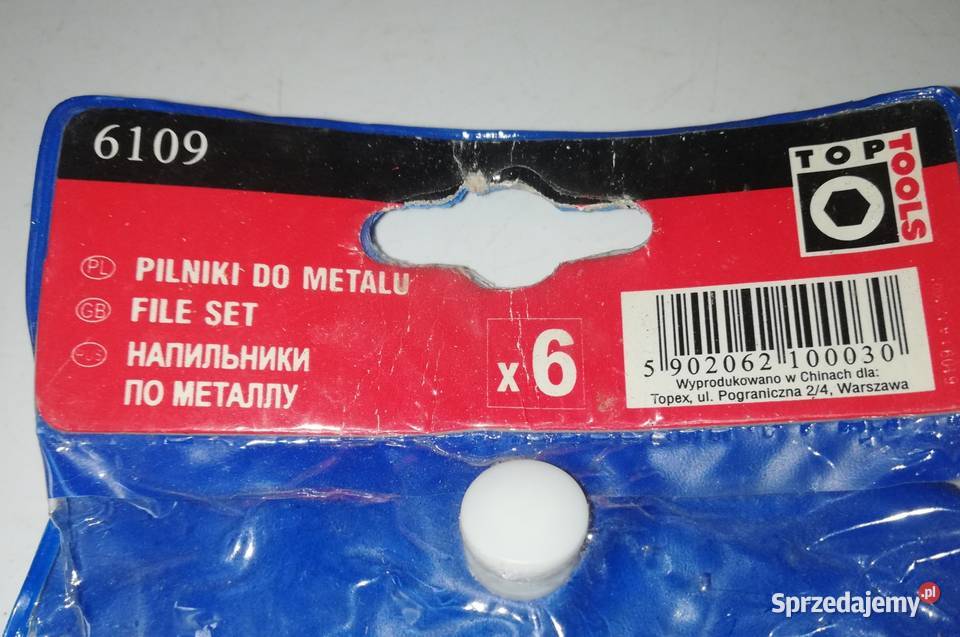 6109
TOP
TOOLS
PL PILNIKI DO METALU
GB FILE SET
RUS НАПИЛЬНИКИ
ПО МЕТАЛЛУ
x 6
5 902062 100030
Wyprodukowano w Chinach dla:
Topex, ul. Pograniczna 2/4, Warszawa
Sprzedajemy.pl